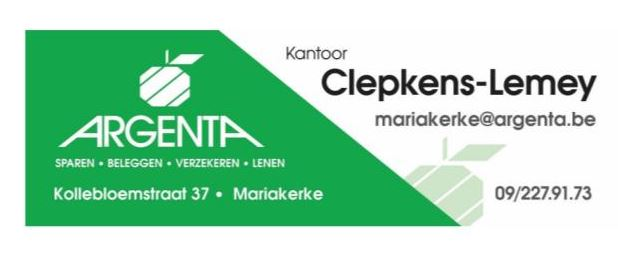 Kantoor
Clepkens-Lemey
mariakerke@argenta.be
ARGENTA
SPAREN • BELEGGEN • VERZEKEREN • LENEN
Kollebloemstraat 37 • Mariakerke
09/227.91.73